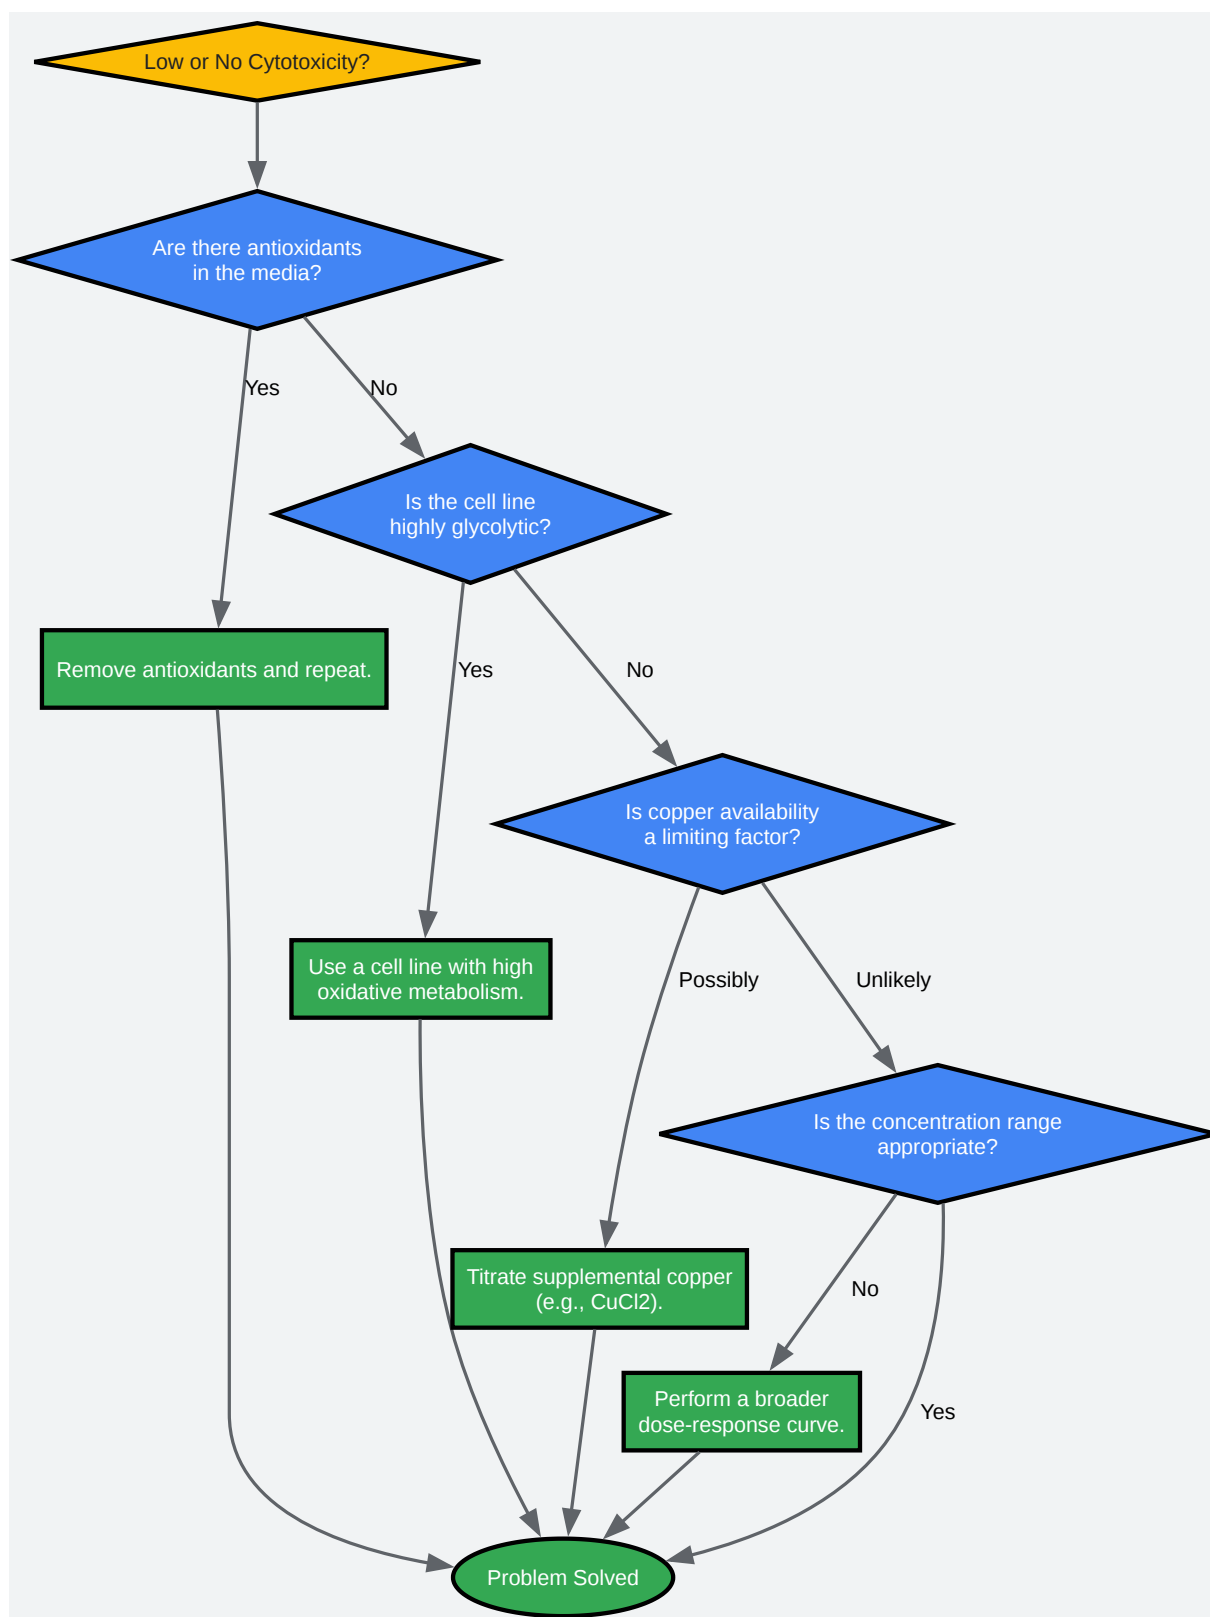 Low or No Cytotoxicity?
Are there antioxidants
in the media?
Yes
No
Is the cell line
highly glycolytic?
Remove antioxidants and repeat.
Yes
No
Is copper availability
a limiting factor?
Use a cell line with high
oxidative metabolism.
Possibly
Unlikely
Is the concentration range
appropriate?
Titrate supplemental copper
(e.g., CuCl2).
No
Perform a broader
dose-response curve.
Yes
Problem Solved